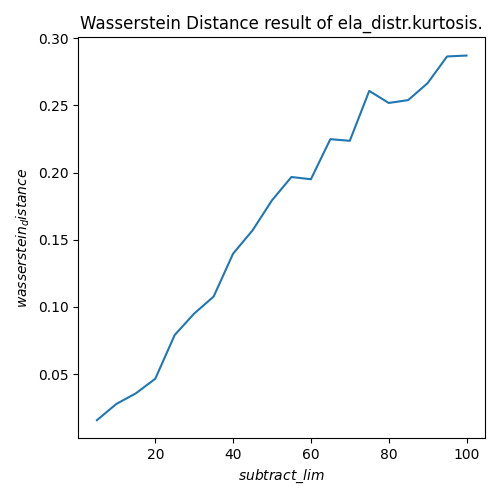 Wasserstein Distance result of ela_distr.kurtosis.
0.30
0.25
0.20
0.15
0.10
0.05
wasserstein_distance
20 40 60 80 100
subtract_lim